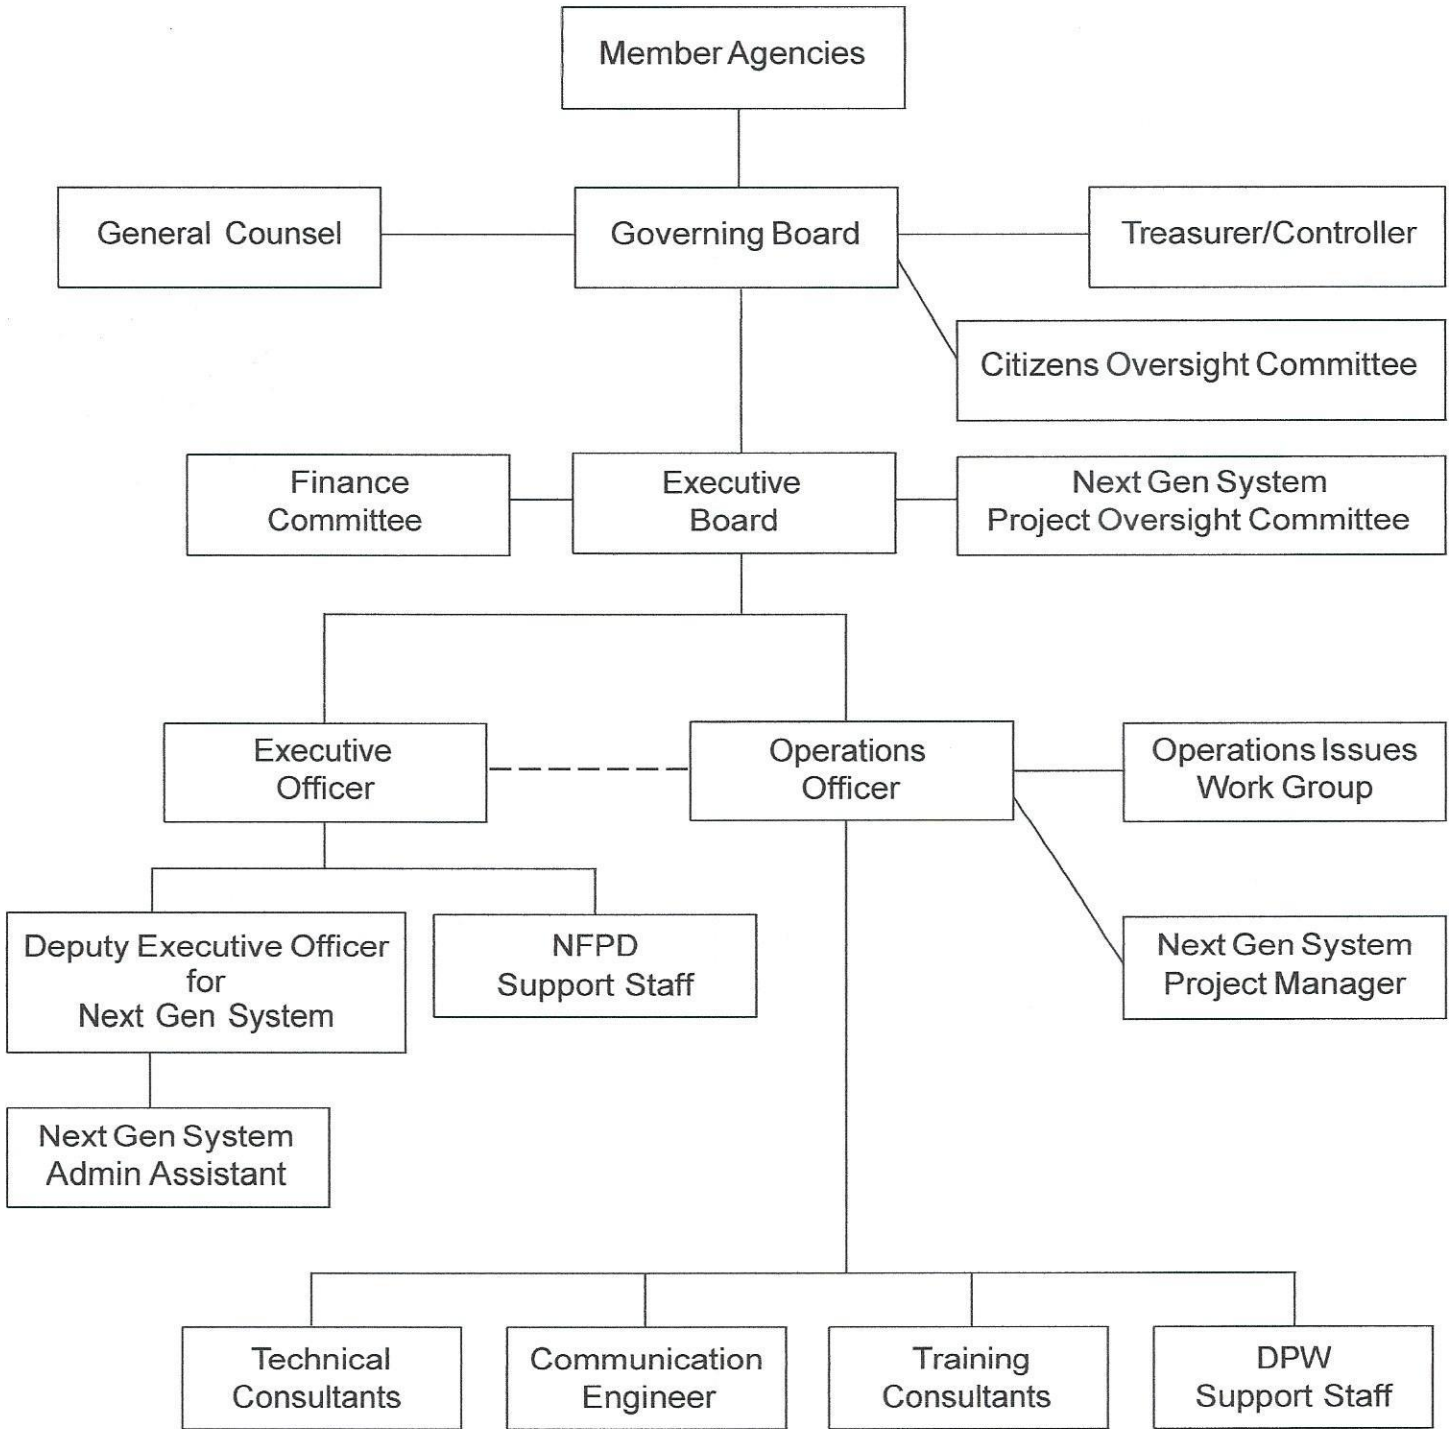 Member Agencies
General Counsel
Governing Board
Treasurer/Controller
Citizens Oversight Committee
Finance
Committee
Executive
Board
Next Gen System
Project Oversight Committee
Executive
Officer
Operations
Officer
Operations Issues
Work Group
Deputy Executive Officer
for
Next Gen System
NFPD
Support Staff
Next Gen System
Project Manager
Next Gen System
Admin Assistant
Technical
Consultants
Communication
Engineer
Training
Consultants
DPW
Support Staff